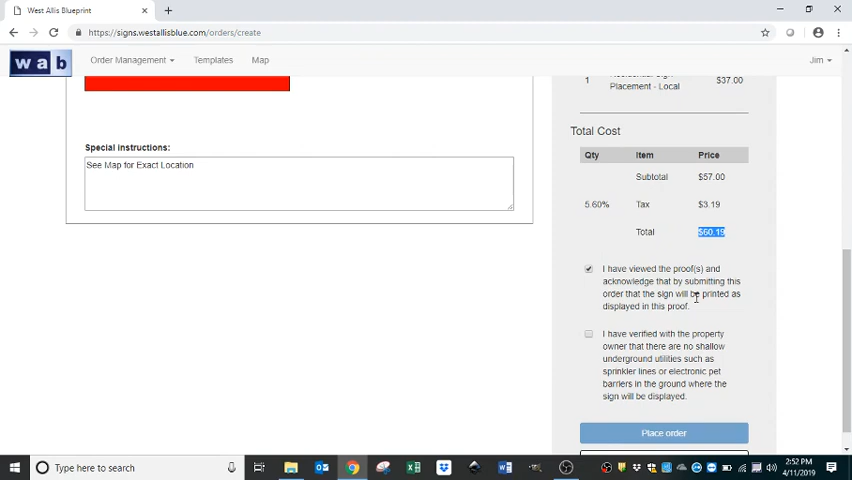 West Allis Blueprint
https://signs.westallisblue.com/orders/create
wab Order Management Templates Map Jim
1 Residential Sign $37.00
Placement - Local
Total Cost
Qty Item Price
Subtotal $57.00
5.60% Tax $3.19
Total $60.19
Special instructions:
See Map for Exact Location
I have viewed the proof(s) and
acknowledge that by submitting this
order that the sign will be printed as
displayed in this proof.
I have verified with the property
owner that there are no shallow
underground utilities such as
sprinkler lines or electronic pet
barriers in the ground where the
sign will be displayed.
Place order
Type here to search
2:52 PM
4/11/2019